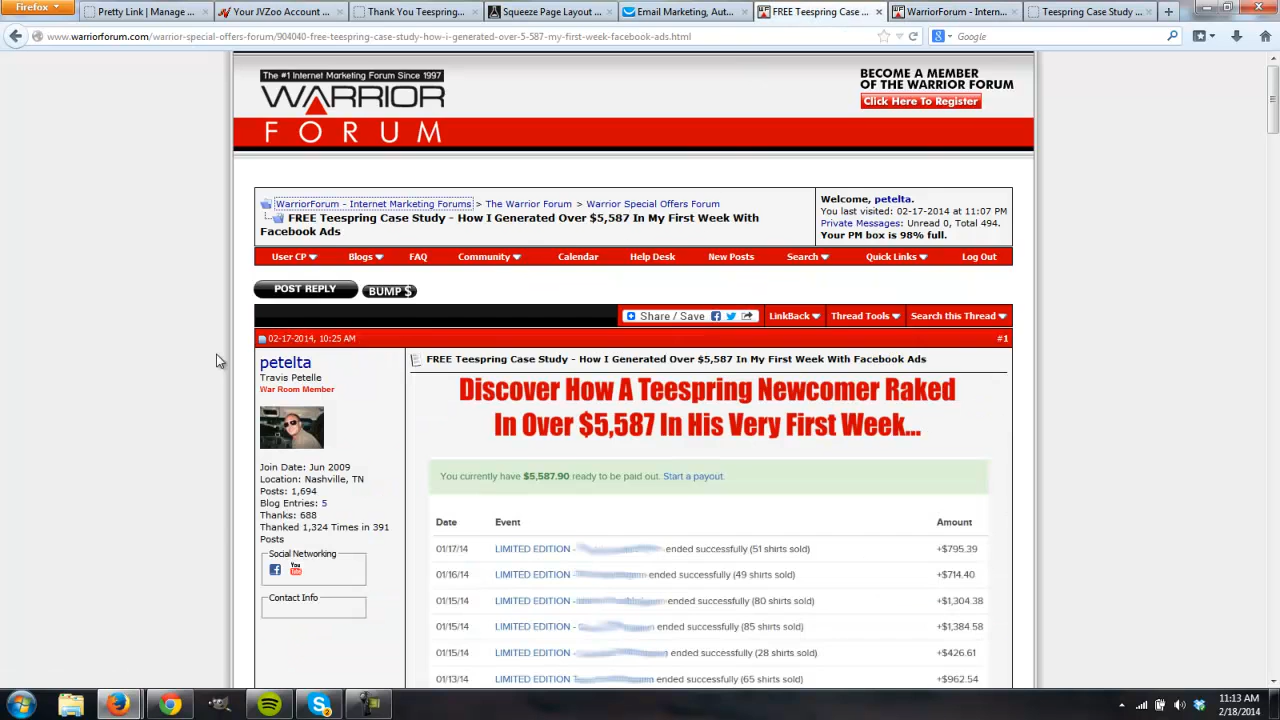 Firefox
Pretty Link | Manage ...
Your JVZoo Account ...
Thank You Teespring...
Squeeze Page Layout ...
Email Marketing, Aut...
FREE Teespring Case ...
WarriorForum - Intern...
Teespring Case Study ...
www.warriorforum.com/warrior-special-offers-forum/904040-free-teespring-case-study-how-i-generated-over-5-587-my-first-week-facebook-ads.html
Google
The #1 Internet Marketing Forum Since 1997
WARRIOR
FORUM
BECOME A MEMBER
OF THE WARRIOR FORUM
Click Here To Register
WarriorForum - Internet Marketing Forums > The Warrior Forum > Warrior Special Offers Forum
FREE Teespring Case Study - How I Generated Over $5,587 In My First Week With
Facebook Ads
Welcome, petelta.
You last visited: 02-17-2014 at 11:07 PM
Private Messages: Unread 0, Total 494.
Your PM box is 98% full.
User CP Blogs FAQ Community Calendar Help Desk New Posts Search Quick Links Log Out
POST REPLY BUMP $
Share / Save LinkBack Thread Tools Search this Thread
02-17-2014, 10:25 AM #1
petelta
Travis Petelle
War Room Member
Join Date: Jun 2009
Location: Nashville, TN
Posts: 1,694
Blog Entries: 5
Thanks: 688
Thanked 1,324 Times in 391
Posts
Social Networking
You Tube
Contact Info
FREE Teespring Case Study - How I Generated Over $5,587 In My First Week With Facebook Ads
Discover How A Teespring Newcomer Raked
In Over $5,587 In His Very First Week...
You currently have $5,587.90 ready to be paid out. Start a payout.
Date Event Amount
01/17/14 LIMITED EDITION - ended successfully (51 shirts sold) +$795.39
01/16/14 LIMITED EDITION - ended successfully (49 shirts sold) +$714.40
01/15/14 LIMITED EDITION - ended successfully (80 shirts sold) +$1,304.38
01/15/14 LIMITED EDITION - ended successfully (85 shirts sold) +$1,384.58
01/15/14 LIMITED EDITION - ended successfully (28 shirts sold) +$426.61
01/13/14 LIMITED EDITION ended successfully (65 shirts sold) +$962.54
11:13 AM
2/18/2014